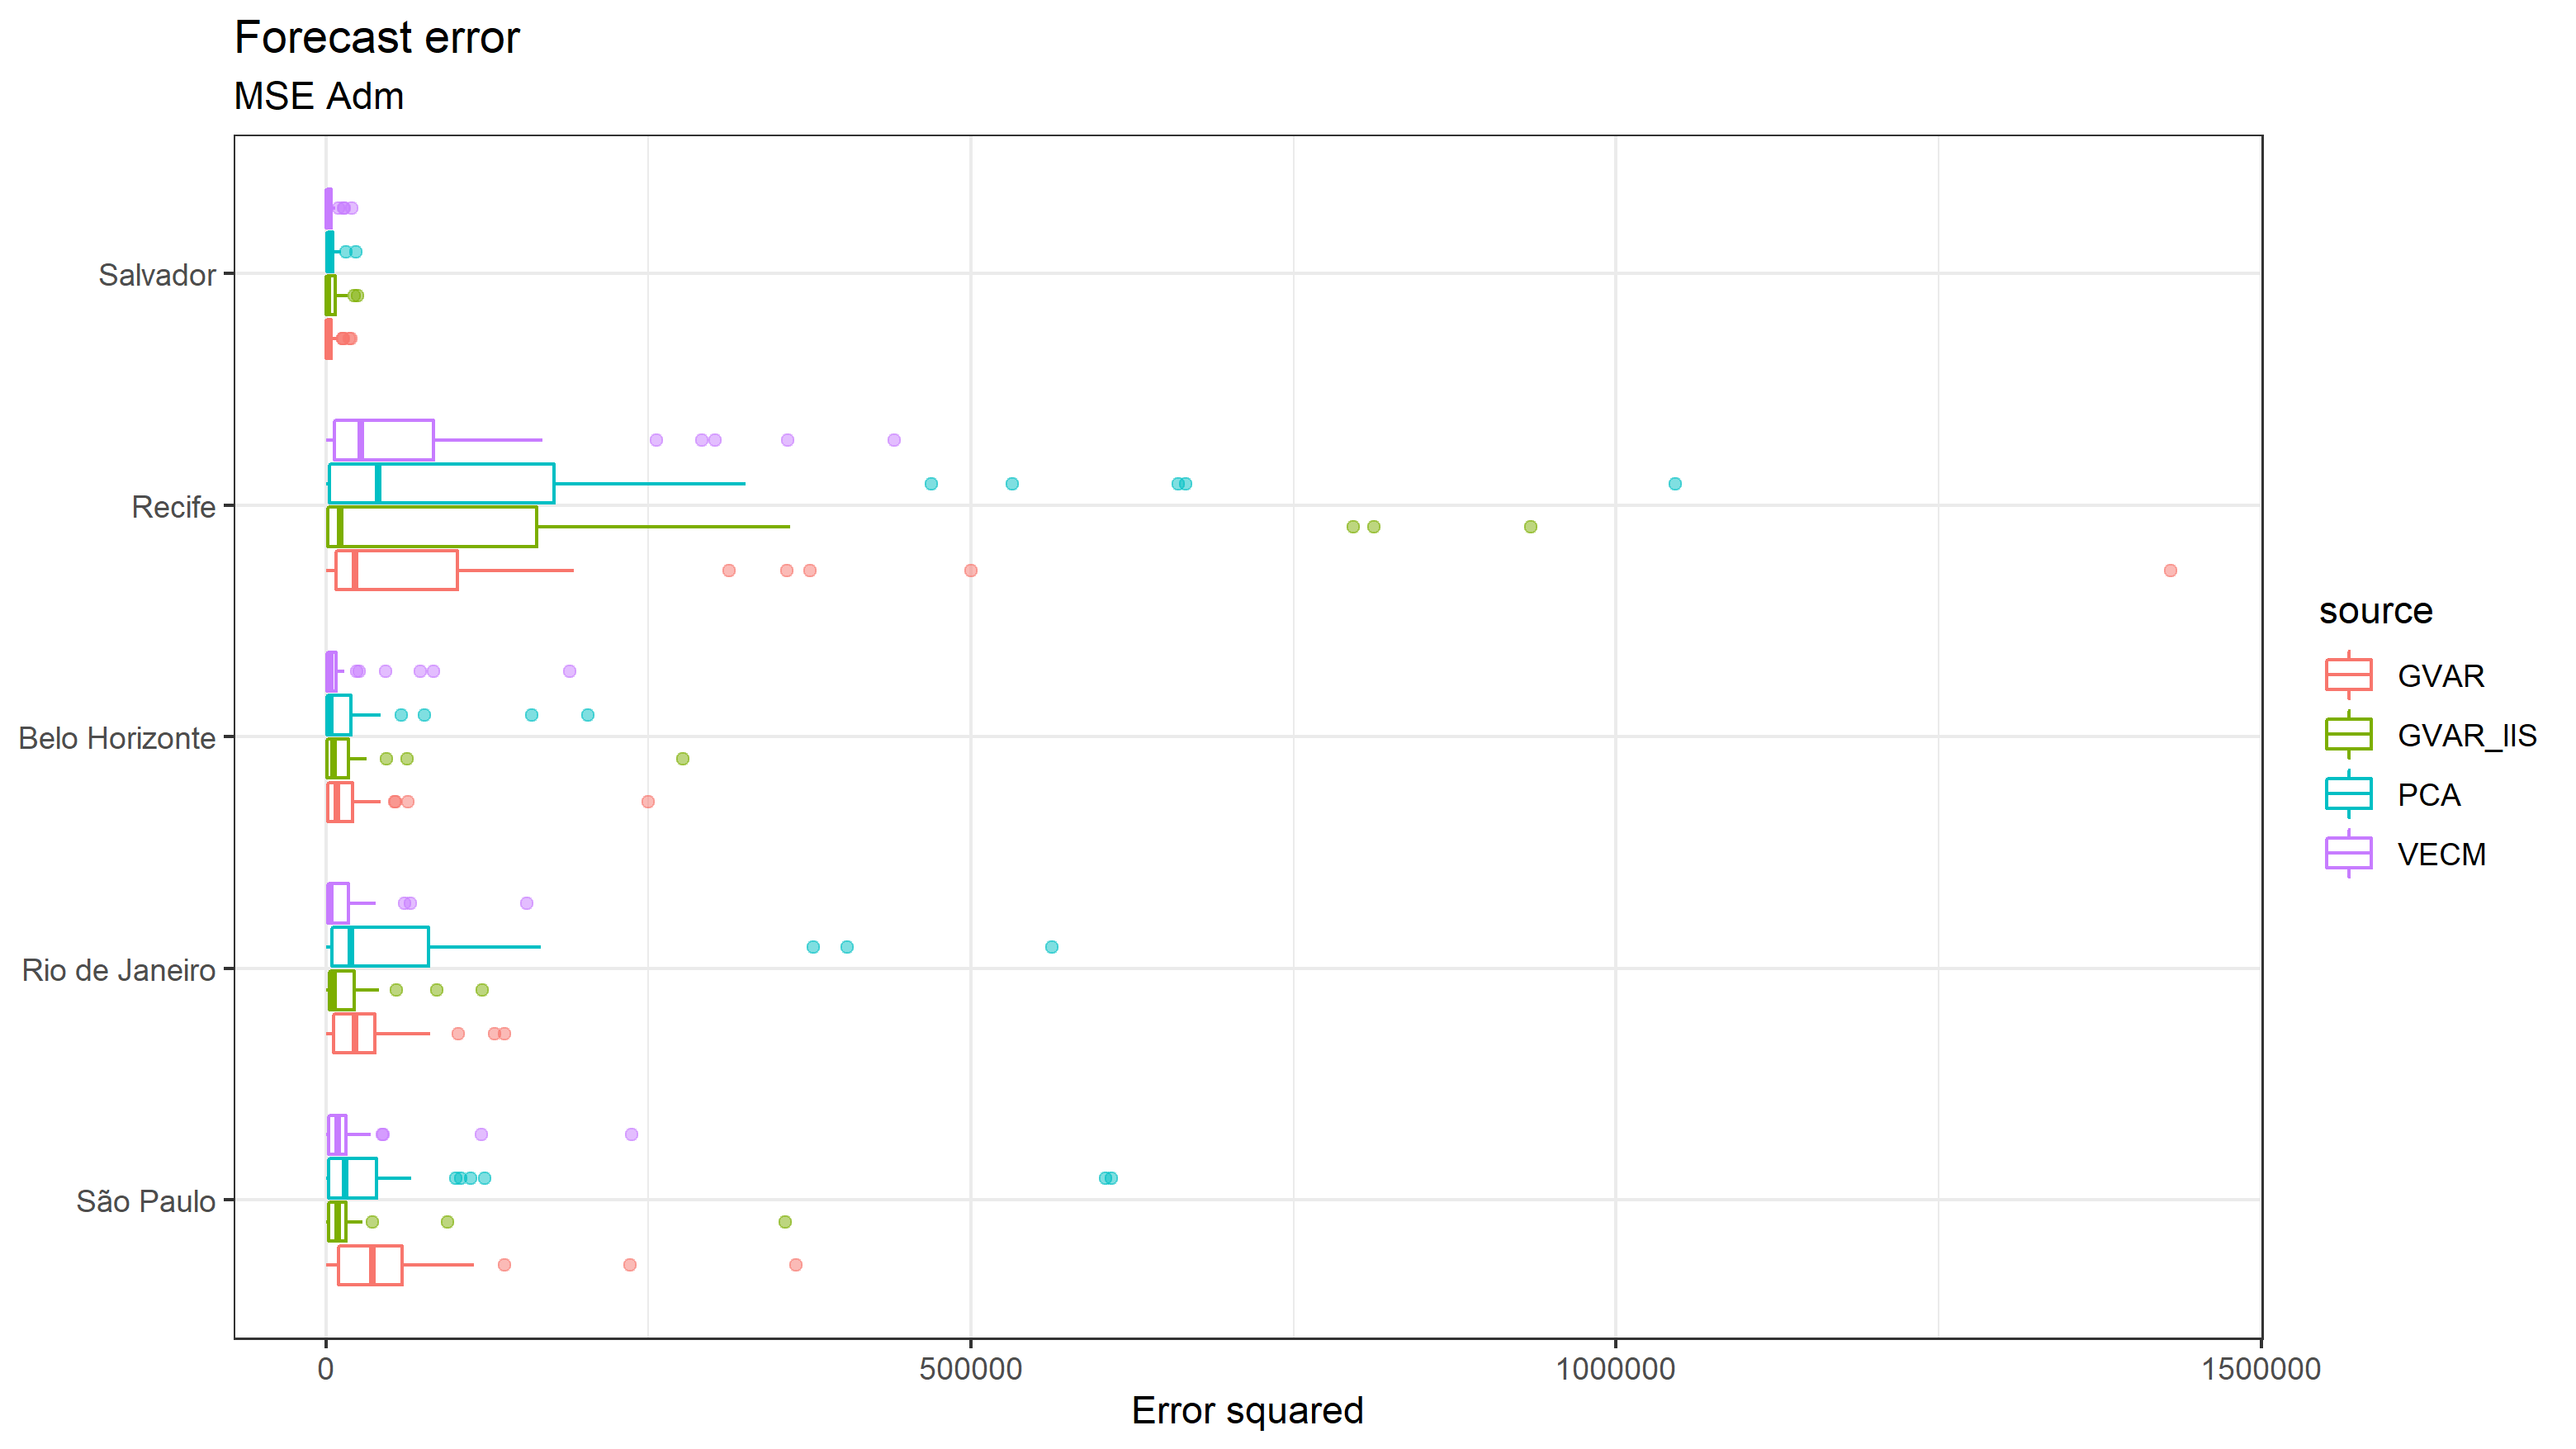 Forecast error
MSE Adm
Salvador
Recife
Belo Horizonte
Rio de Janeiro
São Paulo
0
500000
1000000
1500000
Error squared
source
GVAR
GVAR_IIS
PCA
VECM